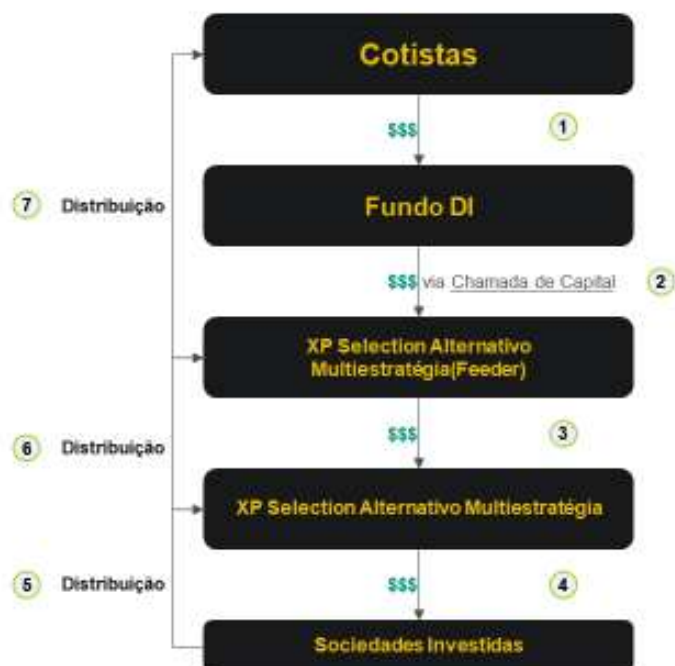 Cotistas
$$$
1
7 Distribuição
Fundo DI
$$$ via Chamada de Capital
2
XP Selection Alternativo
Multiestratégia(Feeder)
6 Distribuição
$$$
3
XP Selection Alternativo Multiestratégia
5 Distribuição
$$$
4
Sociedades Investidas